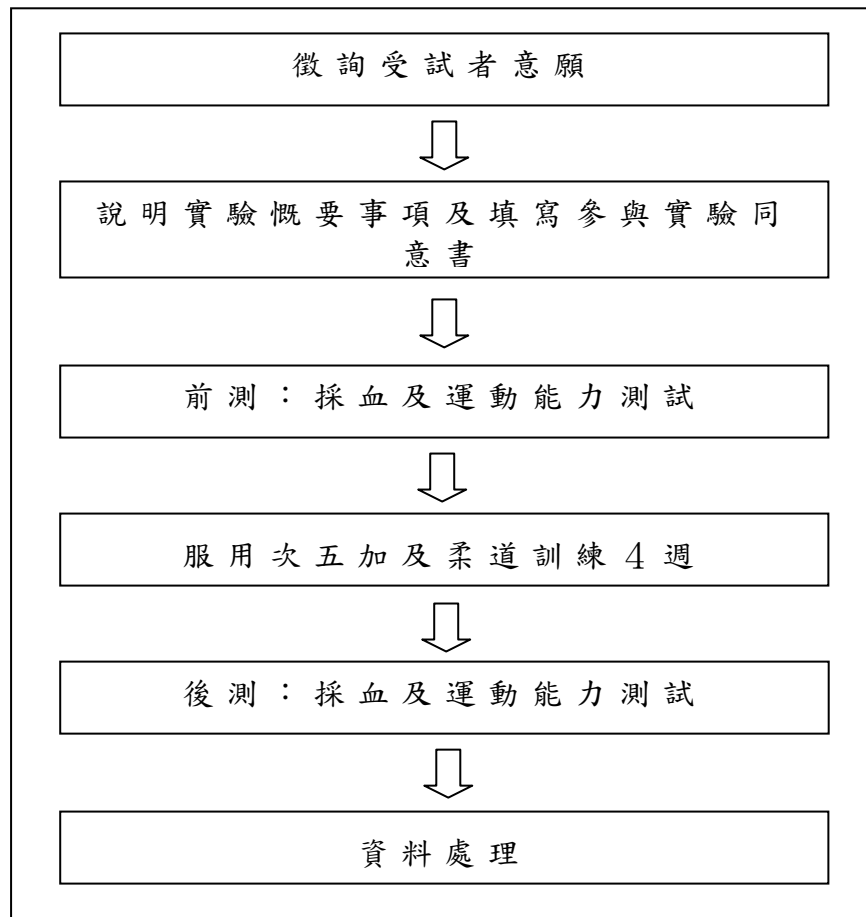 徵詢受試者意願
說明實驗慨要事項及填寫參與實驗同
意書
前測：採血及運動能力測試
服用次五加及柔道訓練4週
後測：採血及運動能力測試
資料處理